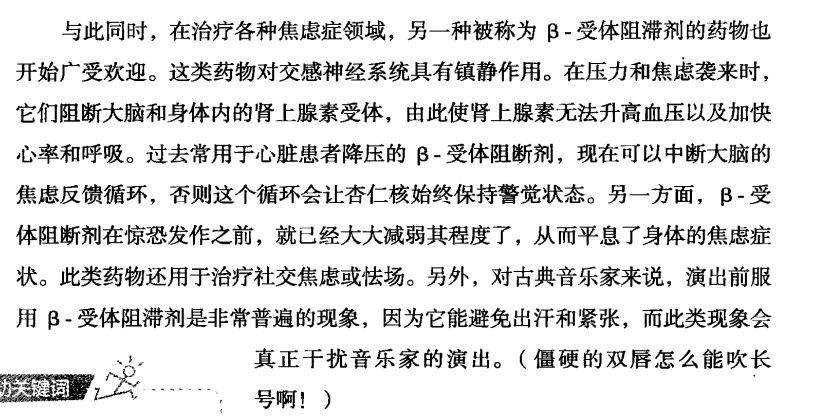 与此同时，在治疗各种焦虑症领域，另一种被称为 β-受体阻滞剂的药物也
开始广受欢迎。这类药物对交感神经系统具有镇静作用。在压力和焦虑袭来时，
它们阻断大脑和身体内的肾上腺素受体，由此使肾上腺素无法升高血压以及加快
心率和呼吸。过去常用于心脏患者降压的 β-受体阻断剂，现在可以中断大脑的
焦虑反馈循环，否则这个循环会让杏仁核始终保持警觉状态。另一方面，β-受
体阻断剂在惊恐发作之前，就已经大大减弱其程度了，从而平息了身体的焦虑症
状。此类药物还用于治疗社交焦虑或怯场。另外，对古典音乐家来说，演出前服
用 β-受体阻滞剂是非常普遍的现象，因为它能避免出汗和紧张，而此类现象会
真正干扰音乐家的演出。（僵硬的双唇怎么能吹长
号啊！）
关键词